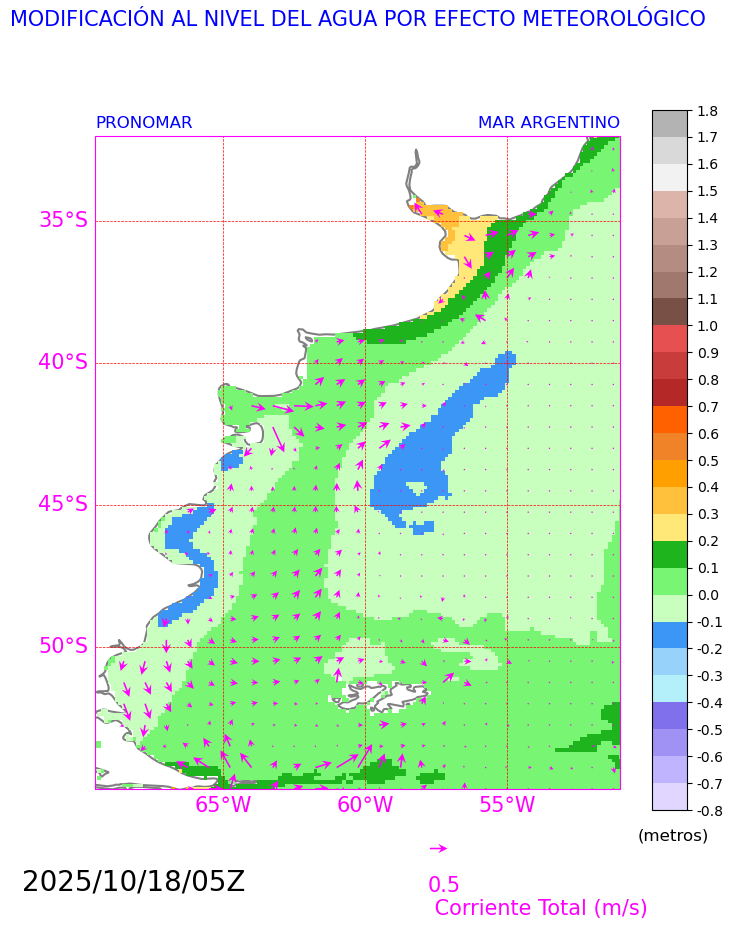 MODIFICACIÓN AL NIVEL DEL AGUA POR EFECTO METEOROLÓGICO
PRONOMAR MAR ARGENTINO
35°S
40°S
45°S
50°S
65°W 60°W 55°W
1.8
1.7
1.6
1.5
1.4
1.3
1.2
1.1
1.0
0.9
0.8
0.7
0.6
0.5
0.4
0.3
0.2
0.1
0.0
-0.1
-0.2
-0.3
-0.4
-0.5
-0.6
-0.7
-0.8
(metros)
2025/10/18/05Z
0.5
Corriente Total (m/s)